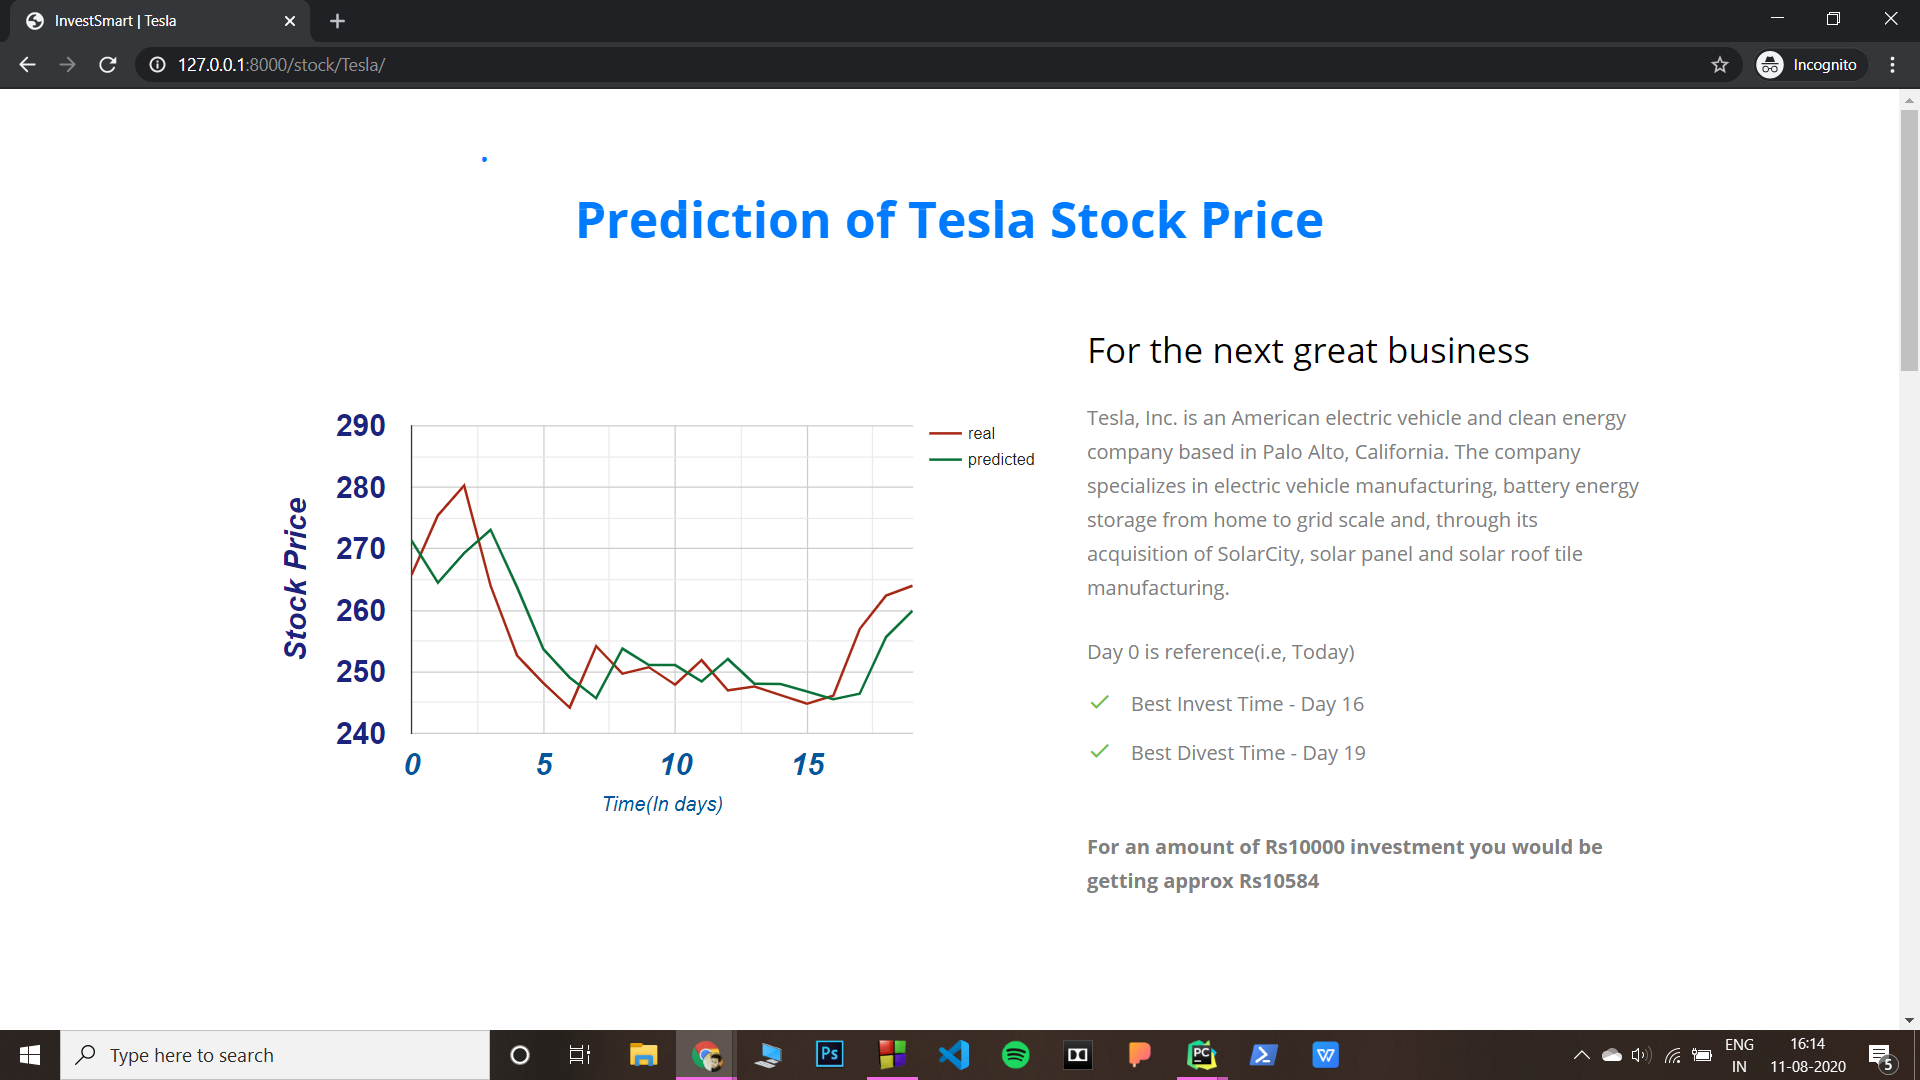 InvestSmart | Tesla
127.0.0.1:8000/stock/Tesla/
Incognito
Prediction of Tesla Stock Price
290
280
270
260
250
240
Stock Price
0 5 10 15
Time(In days)
real
predicted
For the next great business
Tesla, Inc. is an American electric vehicle and clean energy
company based in Palo Alto, California. The company
specializes in electric vehicle manufacturing, battery energy
storage from home to grid scale and, through its
acquisition of SolarCity, solar panel and solar roof tile
manufacturing.
Day 0 is reference(i.e, Today)
Best Invest Time - Day 16
Best Divest Time - Day 19
For an amount of Rs10000 investment you would be
getting approx Rs10584
Type here to search
Ps
PC
W
ENG
IN
16:14
11-08-2020
5